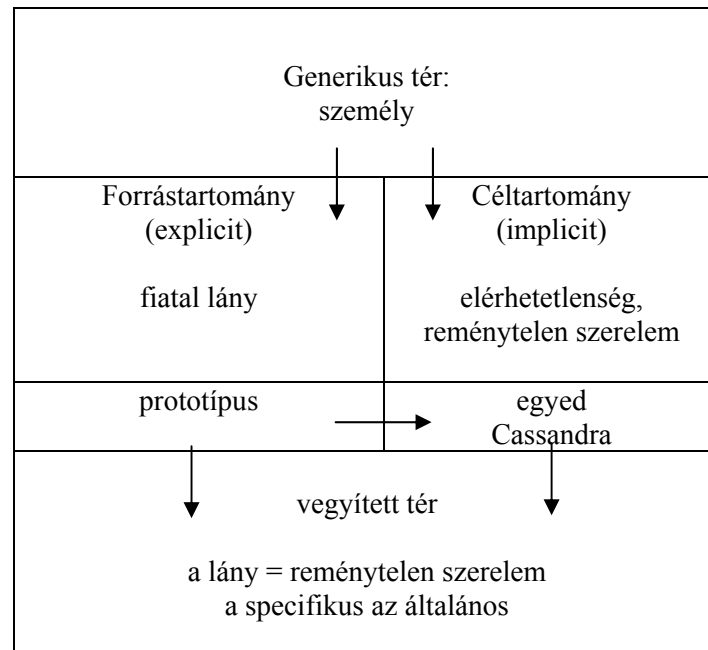 Generikus tér:
személy
Forrástartomány
(explicit)
fiatal lány
Céltartomány
(implicit)
elérhetetlenség,
reménytelen szerelem
prototípus
egyed
Cassandra
vegyített tér
a lány = reménytelen szerelem
a specifikus az általános